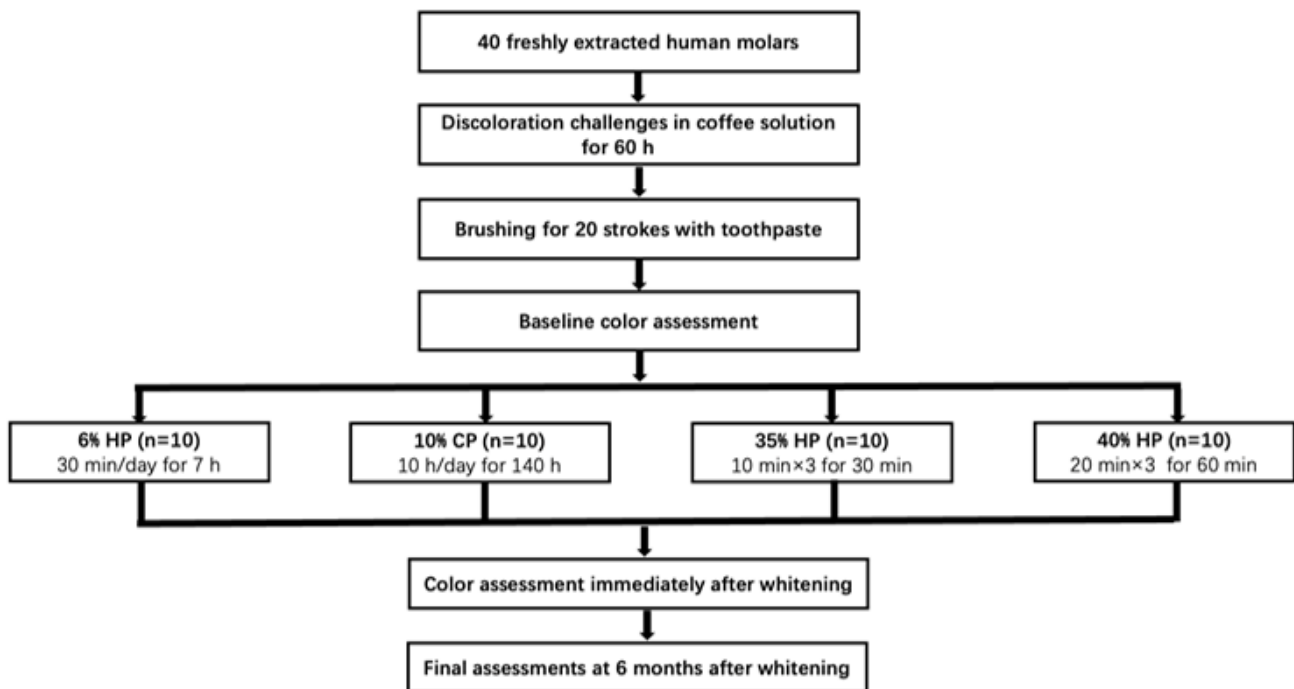 40 freshly extracted human molars
Discoloration challenges in coffee solution
for 60 h
Brushing for 20 strokes with toothpaste
Baseline color assessment
6% HP (n=10)
30 min/day for 7 h
10% CP (n=10)
10 h/day for 140 h
35% HP (n=10)
10 min×3 for 30 min
40% HP (n=10)
20 min×3  for 60 min
Color assessment immediately after whitening
Final assessments at 6 months after whitening